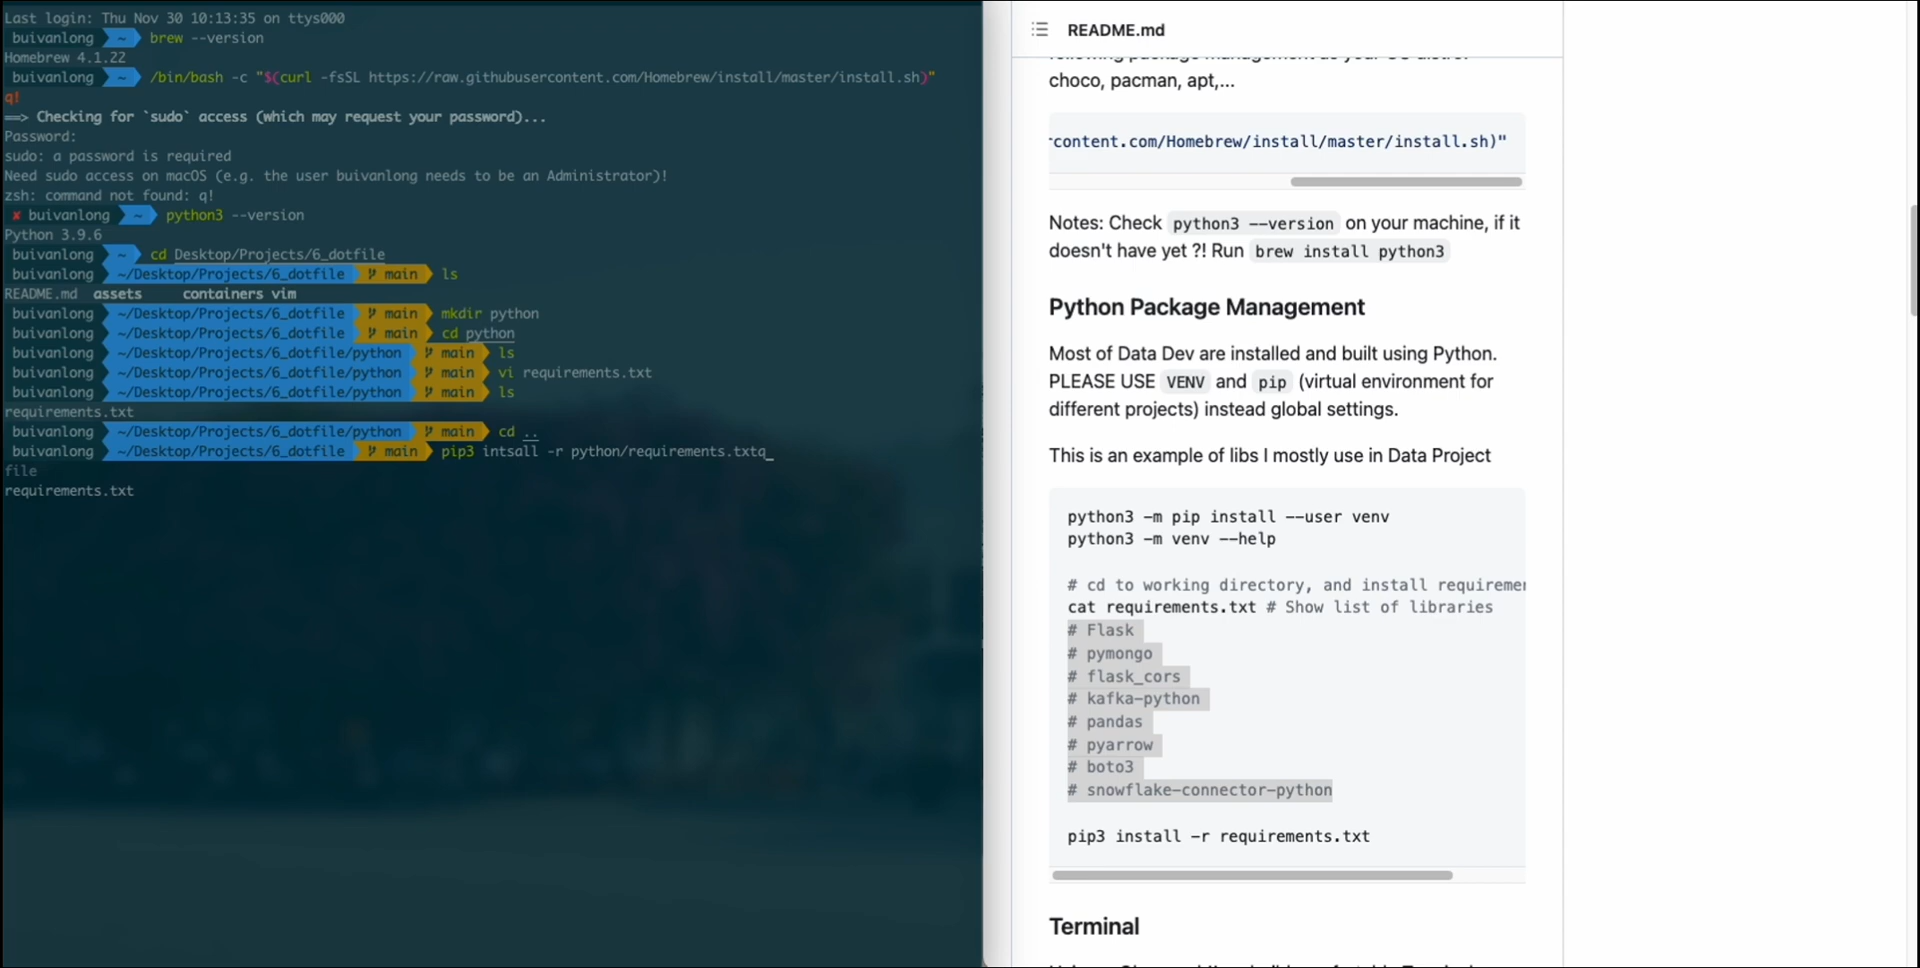 Last login: Thu Nov 30 10:13:35 on ttys000
buivanlong ~ brew --version
Homebrew 4.1.22
buivanlong ~ /bin/bash -c "$(curl -fsSL https://raw.githubusercontent.com/Homebrew/install/master/install.sh)"
q!
==> Checking for `sudo` access (which may request your password)...
Password:
sudo: a password is required
Need sudo access on macOS (e.g. the user buivanlong needs to be an Administrator)!
zsh: command not found: q!
✘ buivanlong ~ python3 --version
Python 3.9.6
buivanlong ~ cd Desktop/Projects/6_dotfile
buivanlong ~/Desktop/Projects/6_dotfile main ls
README.md assets containers vim
buivanlong ~/Desktop/Projects/6_dotfile main mkdir python
buivanlong ~/Desktop/Projects/6_dotfile main cd python
buivanlong ~/Desktop/Projects/6_dotfile/python main ls
buivanlong ~/Desktop/Projects/6_dotfile/python main vi requirements.txt
buivanlong ~/Desktop/Projects/6_dotfile/python main ls
requirements.txt
buivanlong ~/Desktop/Projects/6_dotfile/python main cd ..
buivanlong ~/Desktop/Projects/6_dotfile main pip3 intsall -r python/requirements.txtq_
file
requirements.txt
README.md
following package management as your OS distro.
choco, pacman, apt,...
content.com/Homebrew/install/master/install.sh)"
Notes: Check python3 --version on your machine, if it
doesn't have yet ?! Run brew install python3
Python Package Management
Most of Data Dev are installed and built using Python.
PLEASE USE VENV and pip (virtual environment for
different projects) instead global settings.
This is an example of libs I mostly use in Data Project
python3 -m pip install --user venv
python3 -m venv --help
# cd to working directory, and install requiremen
cat requirements.txt # Show list of libraries
# Flask
# pymongo
# flask_cors
# kafka-python
# pandas
# pyarrow
# boto3
# snowflake-connector-python
pip3 install -r requirements.txt
Terminal